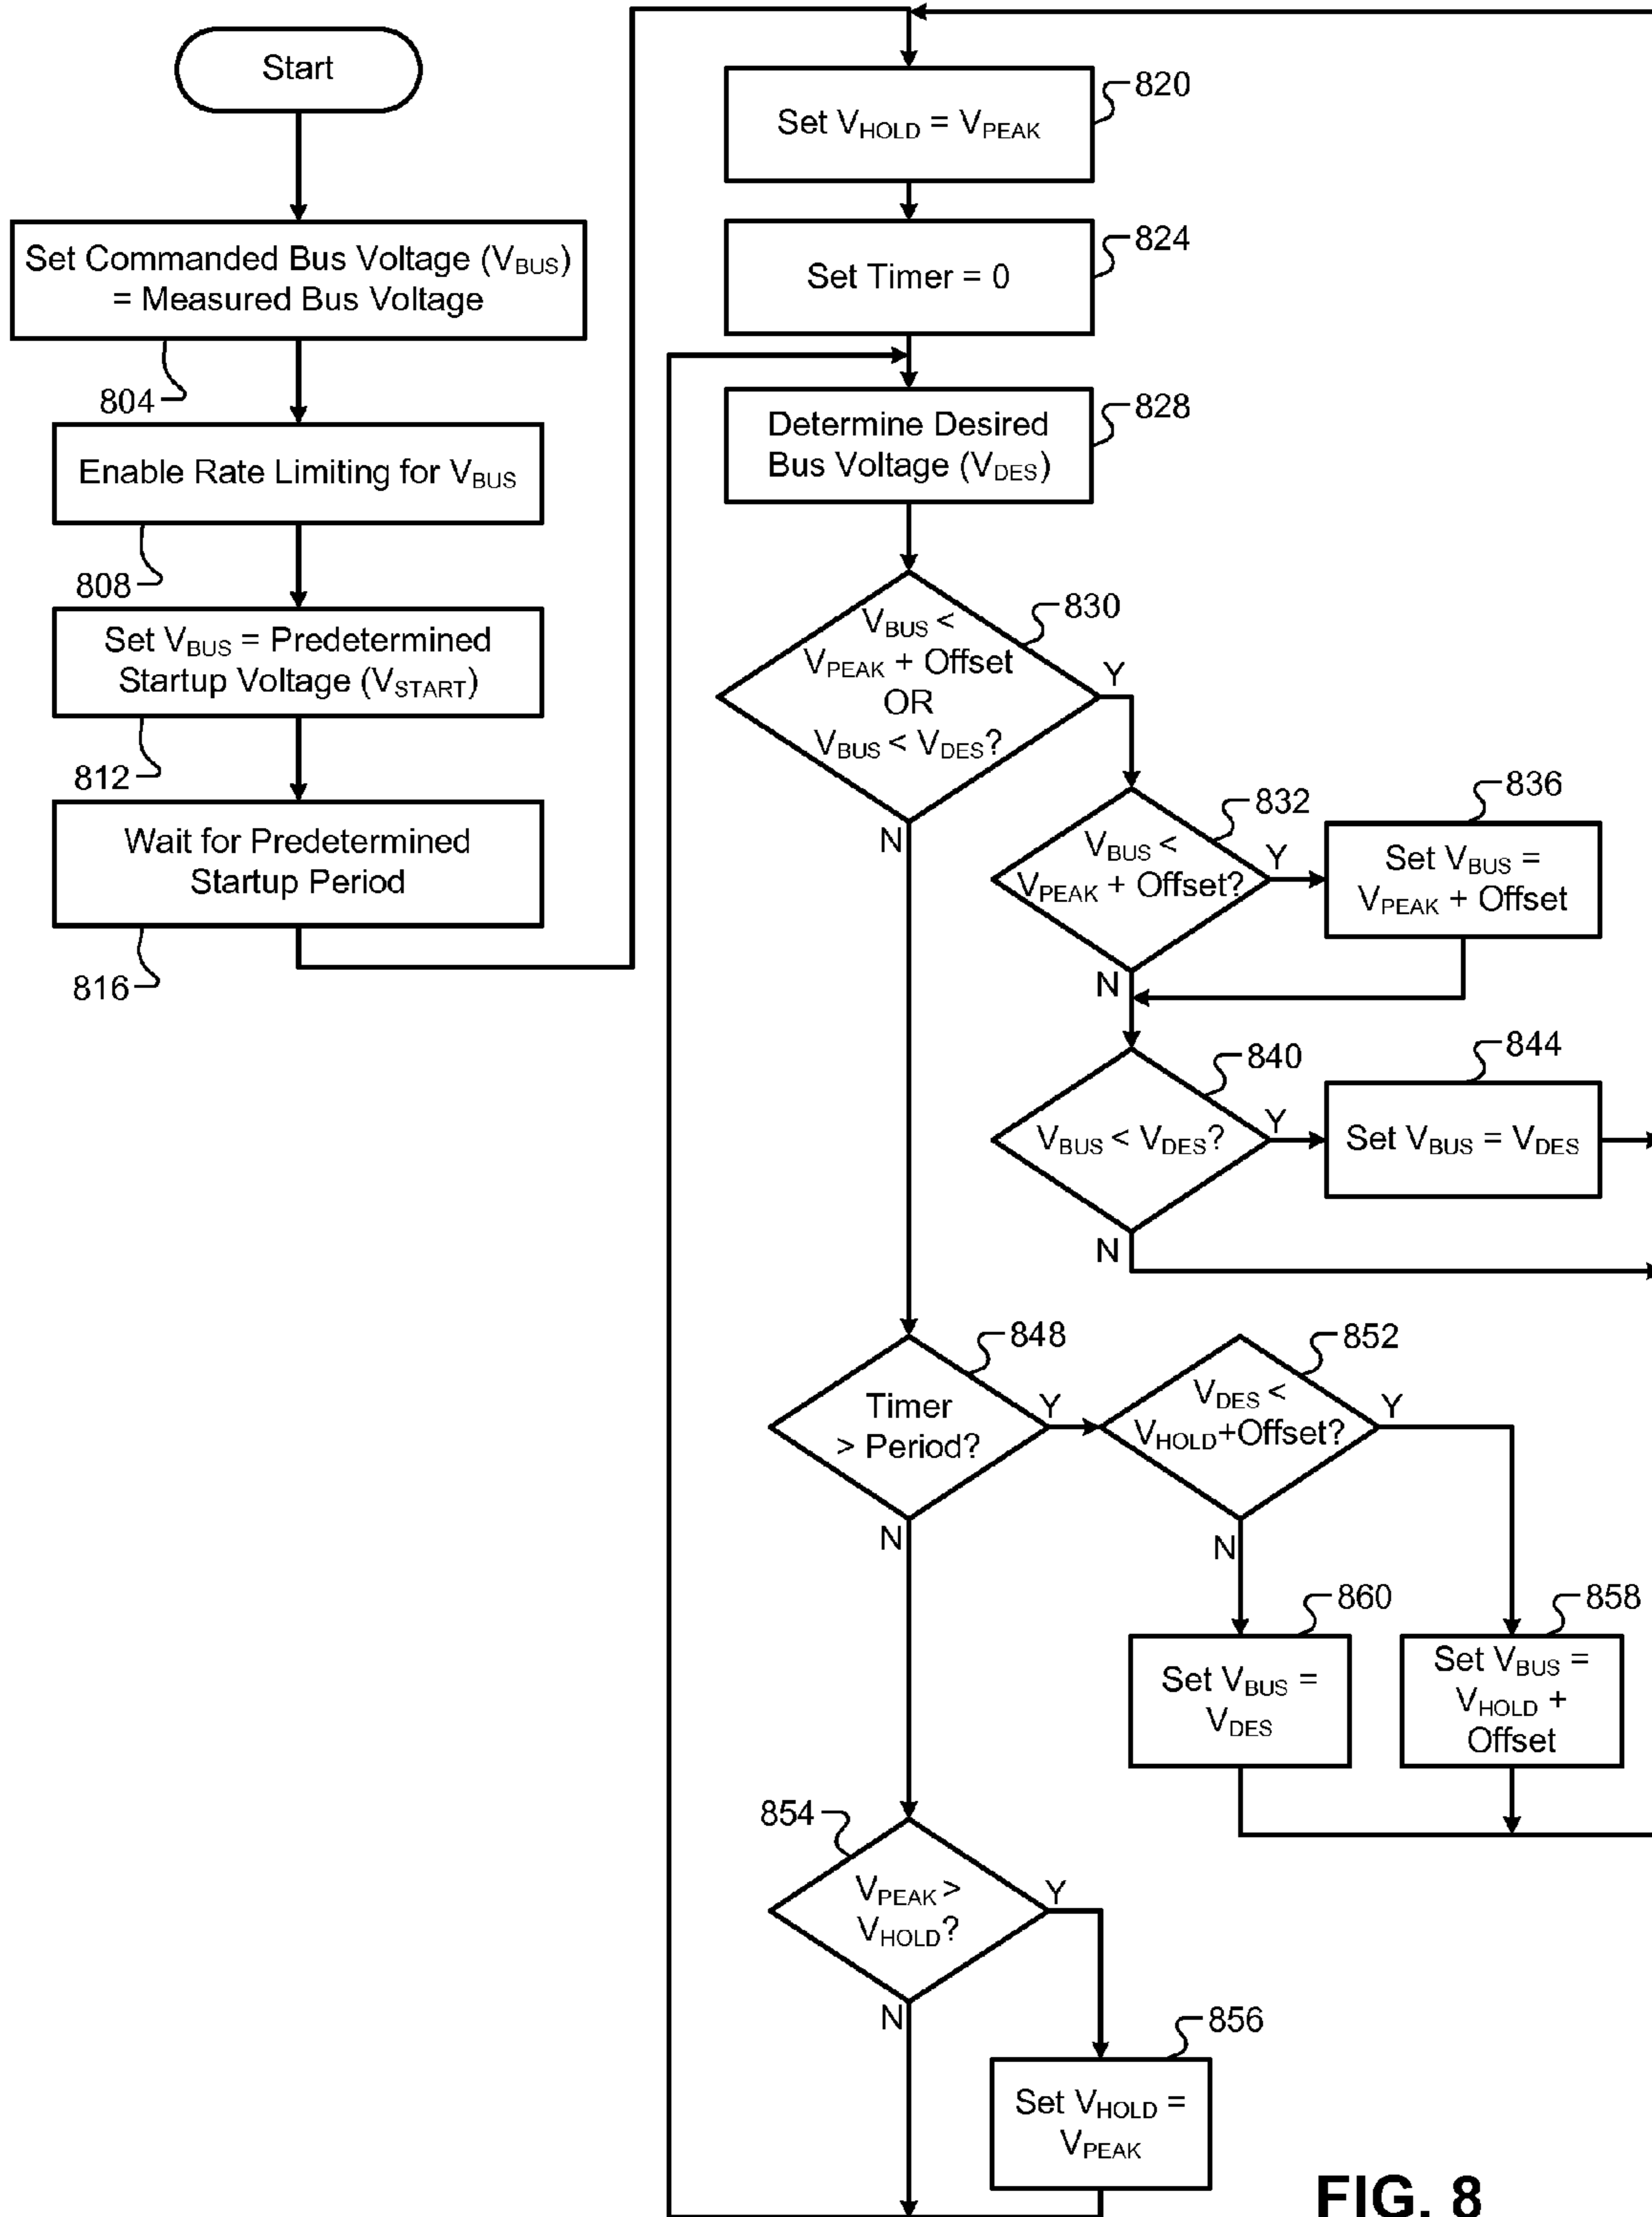 Start
Set Commanded Bus Voltage (VBUS)
= Measured Bus Voltage
804
Enable Rate Limiting for VBUS
808
Set VBUS = Predetermined
Startup Voltage (VSTART)
812
Wait for Predetermined
Startup Period
816
Set VHOLD = VPEAK
820
Set Timer = 0
824
Determine Desired
Bus Voltage (VDES)
828
VBUS <
VPEAK + Offset
OR
VBUS < VDES?
830
Y
N
VBUS <
VPEAK + Offset?
832
Y
N
Set VBUS =
VPEAK + Offset
836
VBUS < VDES?
840
Y
N
Set VBUS = VDES
844
Timer
> Period?
848
Y
N
VDES <
VHOLD+Offset?
852
Y
N
Set VBUS =
VDES
860
Set VBUS =
VHOLD +
Offset
858
854
VPEAK >
VHOLD?
Y
N
Set VHOLD =
VPEAK
856
FIG. 8